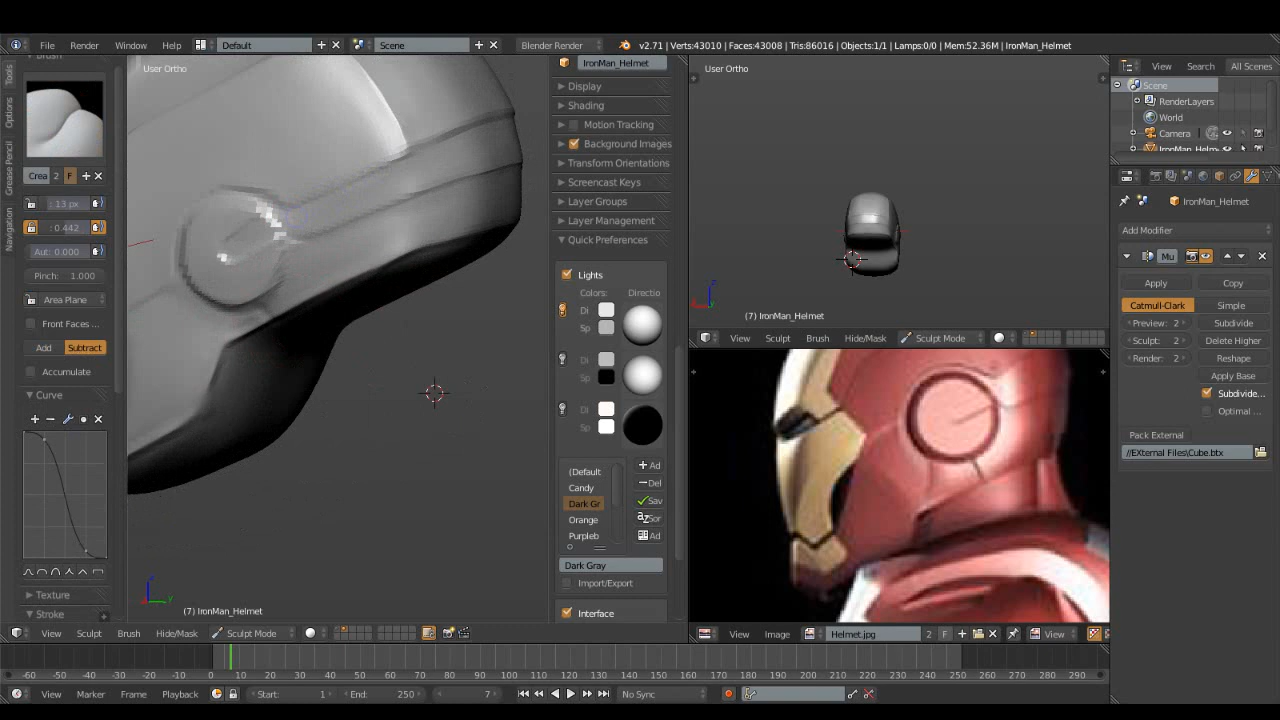 File Render Window Help Default Scene Blender Render v2.71 | Verts:43010 | Faces:43008 | Tris:86016 | Objects:1/1 | Lamps:0/0 | Mem:52.36M | IronMan_Helmet
Tools
Options
Grease Pencil
Navigation
Brush
Crea 2 F
: 13 px
: 0.442
Aut: 0.000
Pinch: 1.000
Area Plane
Front Faces ...
Add Subtract
Accumulate
Curve
Texture
Stroke
User Ortho
(7) IronMan_Helmet
IronMan_Helmet
Display
Shading
Motion Tracking
Background Images
Transform Orientations
Screencast Keys
Layer Groups
Layer Management
Quick Preferences
Lights
Colors: Directio
Di
Sp
Di
Sp
Di
Sp
(Default
Candy
Dark Gr
Orange
Purpleb
Ad
Del
Sav
Sor
Ad
Dark Gray
Import/Export
Interface
User Ortho
(7) IronMan_Helmet
View Sculpt Brush Hide/Mask Sculpt Mode
View Image Helmet.jpg 2 F View
View Search All Scenes
Scene
RenderLayers
World
Camera
IronMan_Helm
IronMan_Helmet
Add Modifier
Mu
Apply Copy
Catmull-Clark Simple
Preview: 2 Subdivide
Sculpt: 2 Delete Higher
Render: 2 Reshape
Apply Base
Subdivide...
Optimal ...
Pack External
//EXternal Files\Cube.btx
View Sculpt Brush Hide/Mask Sculpt Mode
-60 -50 -40 -30 -20 -10 0 10 20 30 40 50 60 70 80 90 100 110 120 130 140 150 160 170 180 190 200 210 220 230 240 250 260 270 280 290
View Marker Frame Playback Start: 1 End: 250 7 No Sync